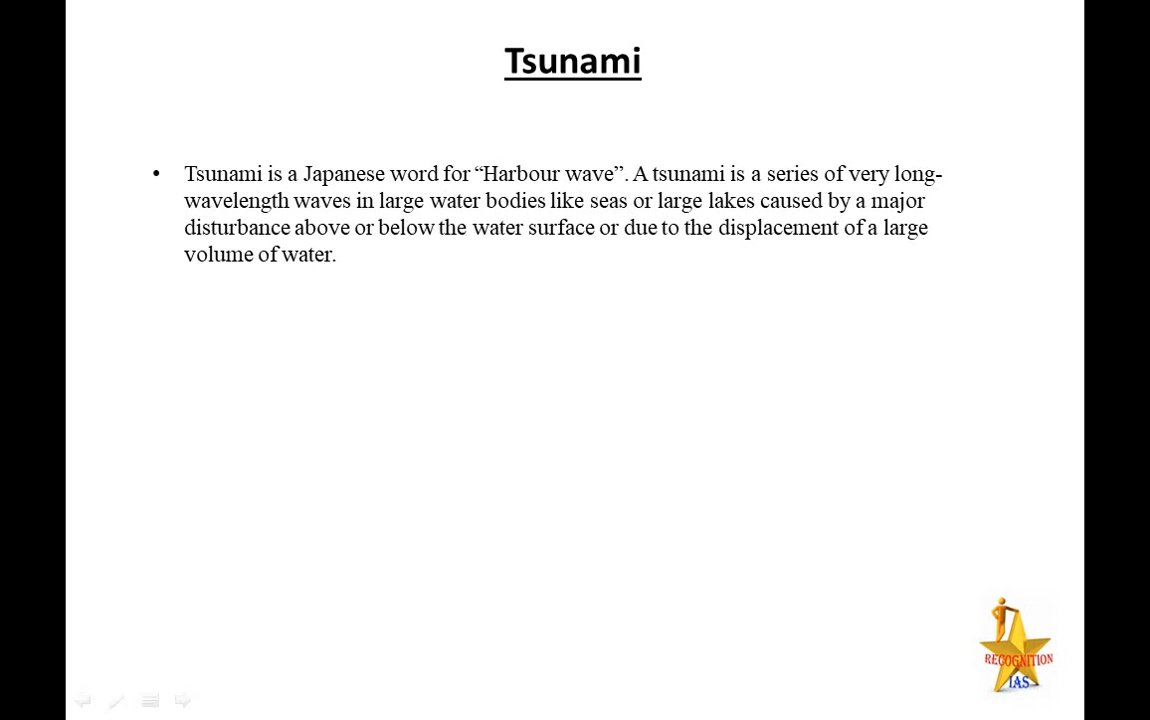 Tsunami
• Tsunami is a Japanese word for “Harbour wave”. A tsunami is a series of very long-
wavelength waves in large water bodies like seas or large lakes caused by a major
disturbance above or below the water surface or due to the displacement of a large
volume of water.
RECOGNITION
IAS